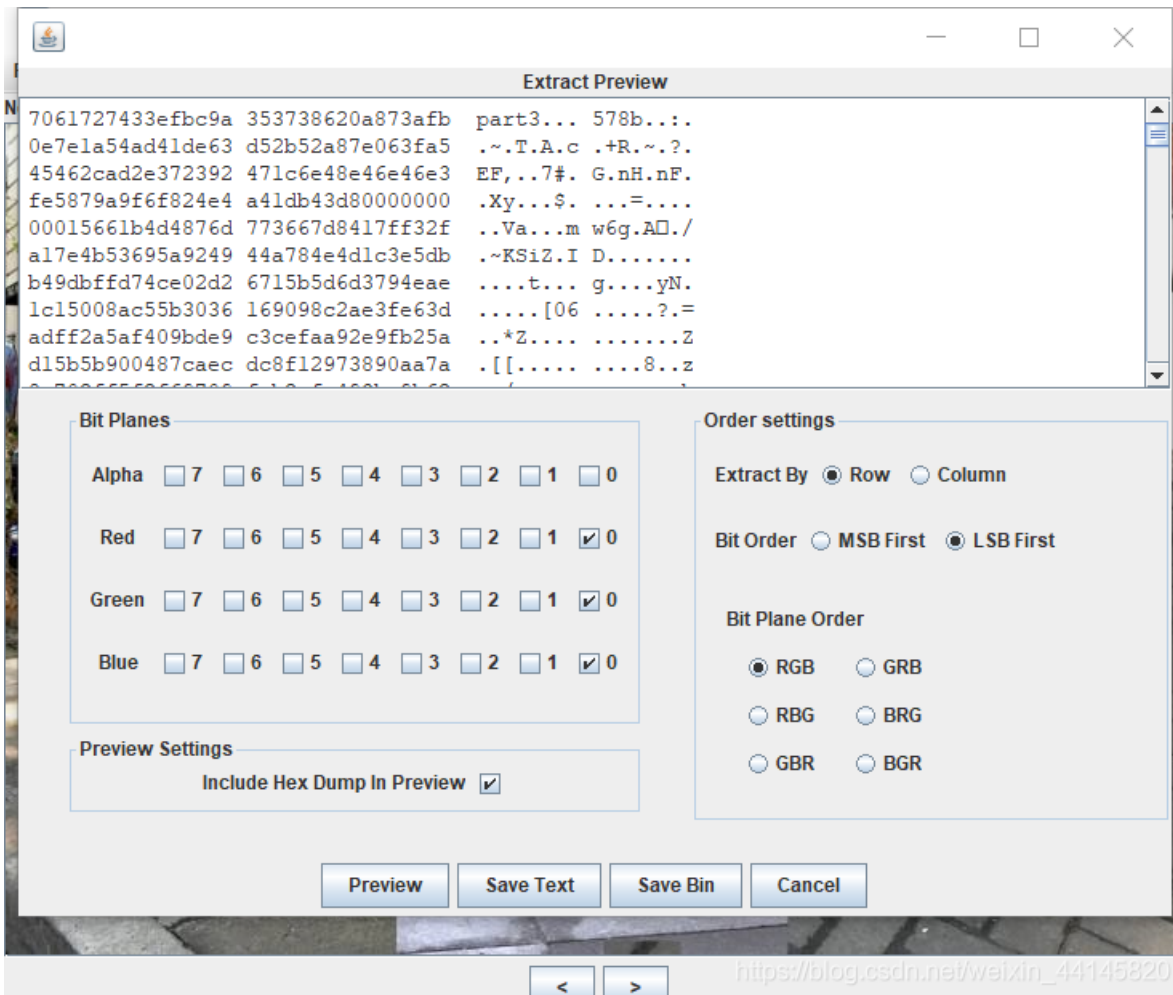 Extract Preview
7061727433efbc9a 353738620a873afb part3... 578b..:.
0e7e1a54ad41de63 d52b52a87e063fa5 .~.T.A.c .+R.~.?.
45462cad2e372392 471c6e48e46e46e3 EF,..7#. G.nH.nF.
fe5879a9f6f824e4 a41db43d80000000 .Xy...$. ...=....
00015661b4d4876d 773667d8417ff32f ..Va...m w6g.A□./
a17e4b53695a9249 44a784e4d1c3e5db .~KSiZ.I D.......
b49dbffd74ce02d2 6715b5d6d3794eae ....t... g....yN.
1c15008ac55b3036 169098c2ae3fe63d .....[06 .....?.=
adff2a5af409bde9 c3cefaa92e9fb25a ..*Z.... .......Z
d15b5b900487caec dc8f12973890aa7a .[[..... ....8..z
Bit Planes
Alpha 7 6 5 4 3 2 1 0
Red 7 6 5 4 3 2 1 0
Green 7 6 5 4 3 2 1 0
Blue 7 6 5 4 3 2 1 0
Preview Settings
Include Hex Dump In Preview
Order settings
Extract By Row Column
Bit Order MSB First LSB First
Bit Plane Order
RGB GRB
RBG BRG
GBR BGR
Preview Save Text Save Bin Cancel
https://blog.csdn.net/weixin_44145820
< >